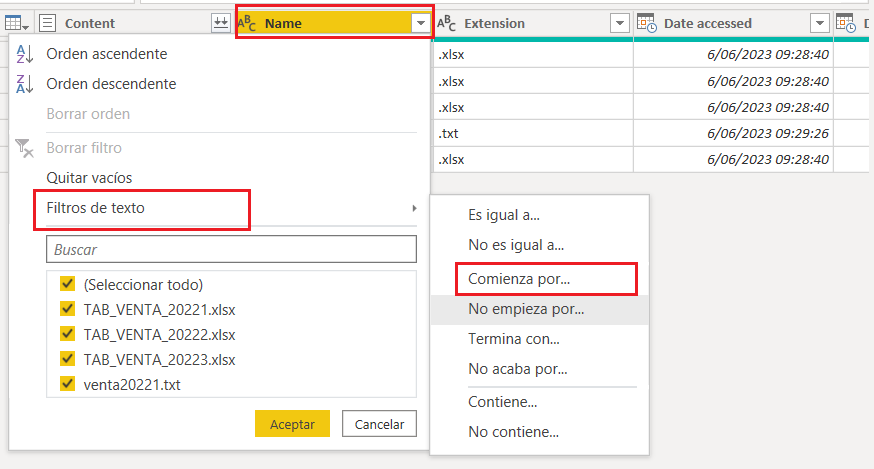 Content
ABC Name
ABC Extension
Date accessed
D
.xlsx 6/06/2023 09:28:40
.xlsx 6/06/2023 09:28:40
.xlsx 6/06/2023 09:28:40
.txt 6/06/2023 09:29:26
.xlsx 6/06/2023 09:28:40
AZ Orden ascendente
ZA Orden descendente
Borrar orden
Borrar filtro
Quitar vacíos
Filtros de texto
Buscar
(Seleccionar todo)
TAB_VENTA_20221.xlsx
TAB_VENTA_20222.xlsx
TAB_VENTA_20223.xlsx
venta20221.txt
Aceptar
Cancelar
Es igual a...
No es igual a...
Comienza por...
No empieza por...
Termina con...
No acaba por...
Contiene...
No contiene...